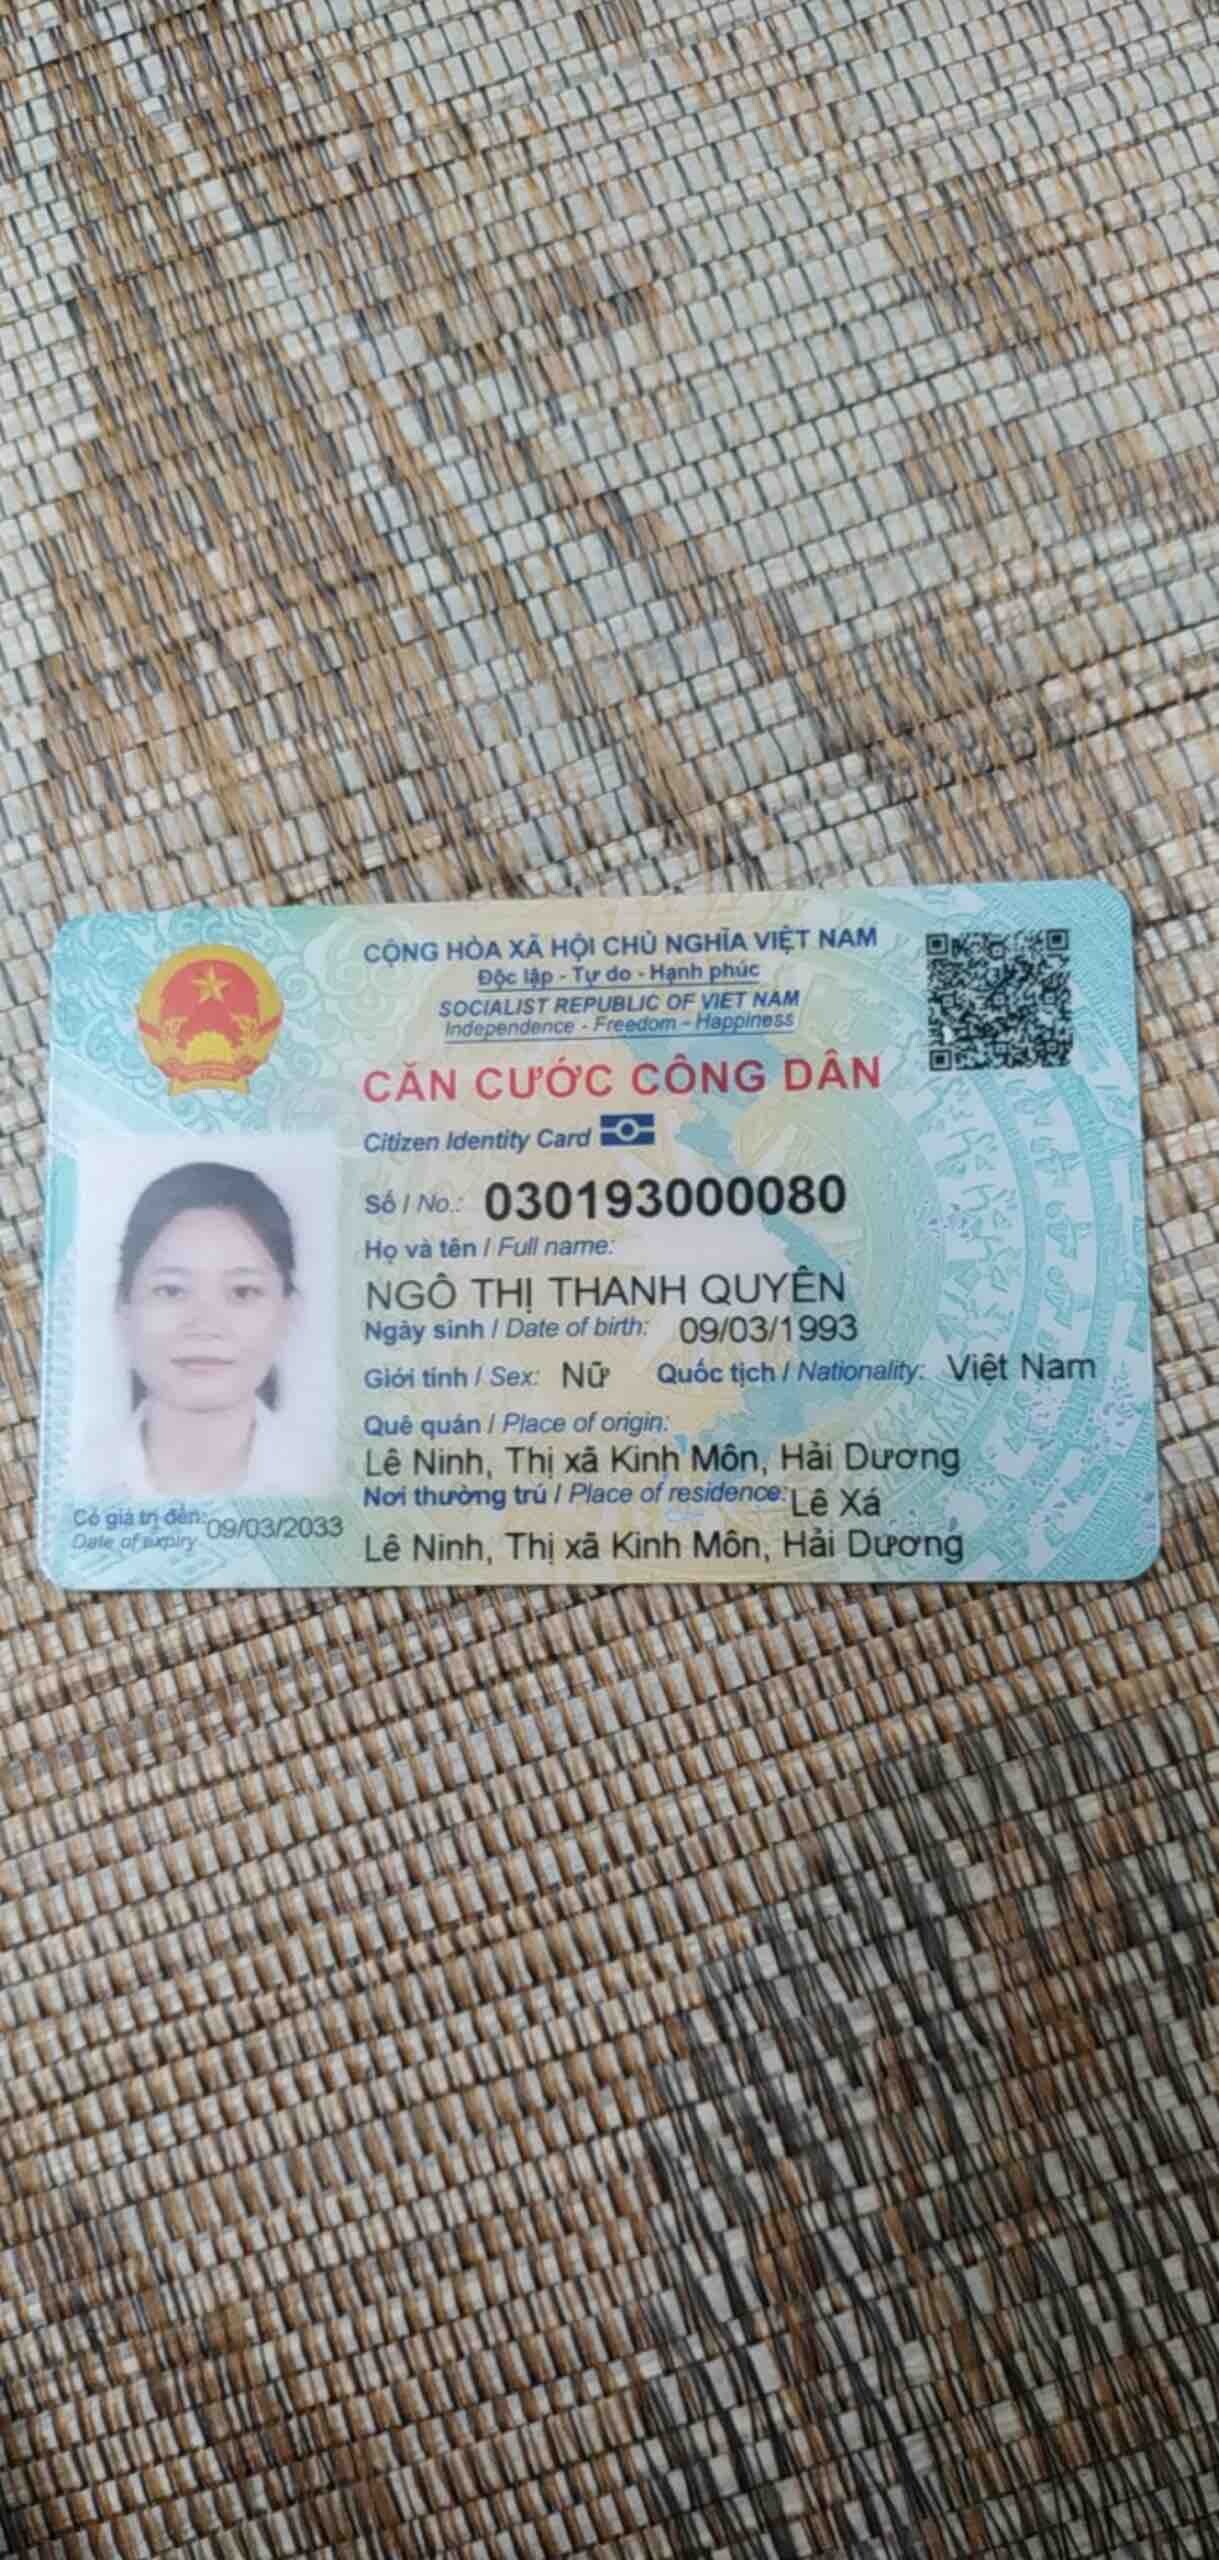 CỘNG HÒA XÃ HỘI CHỦ NGHĨA VIỆT NAM
Độc lập - Tự do - Hạnh phúc
SOCIALIST REPUBLIC OF VIET NAM
Independence - Freedom - Happiness
CĂN CƯỚC CÔNG DÂN
Citizen Identity Card
Số / No.: 030193000080
Họ và tên / Full name:
NGÔ THỊ THANH QUYÊN
Ngày sinh / Date of birth: 09/03/1993
Giới tính / Sex: Nữ Quốc tịch / Nationality: Việt Nam
Quê quán / Place of origin:
Lê Ninh, Thị xã Kinh Môn, Hải Dương
Nơi thường trú / Place of residence: Lê Xá
Lê Ninh, Thị xã Kinh Môn, Hải Dương
Có giá trị đến: 09/03/2033
Date of expiry